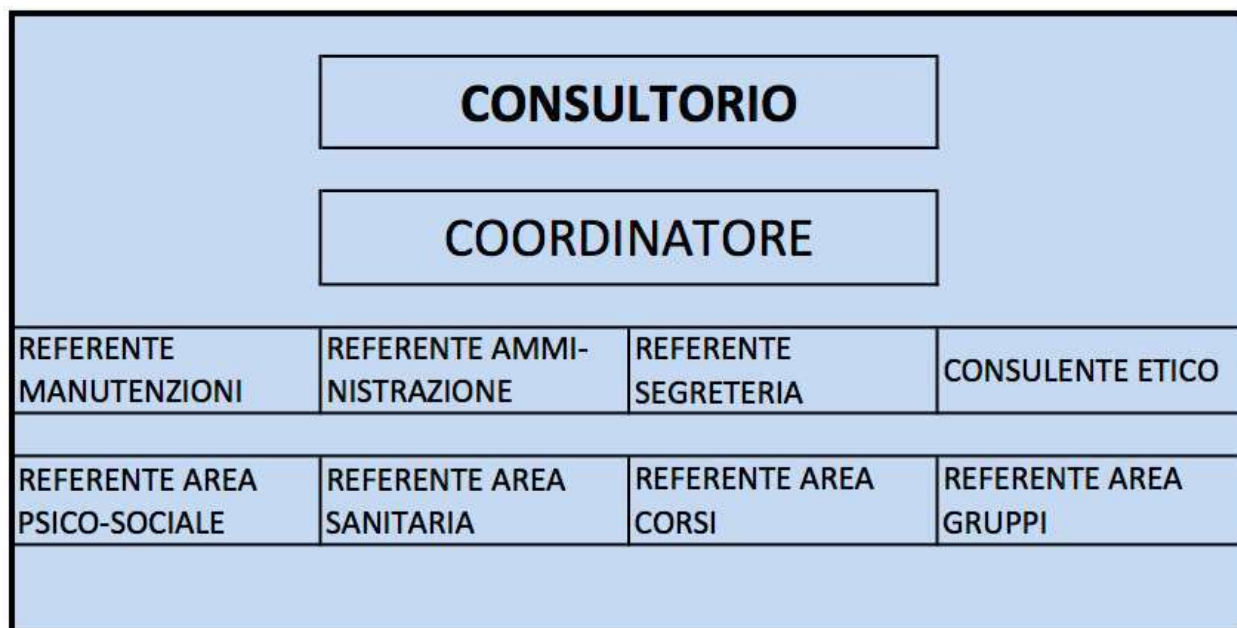 CONSULTORIO
COORDINATORE
REFERENTE
MANUTENZIONI
REFERENTE AMMI-
NISTRAZIONE
REFERENTE
SEGRETERIA
CONSULENTE ETICO
REFERENTE AREA
PSICO-SOCIALE
REFERENTE AREA
SANITARIA
REFERENTE AREA
CORSI
REFERENTE AREA
GRUPPI